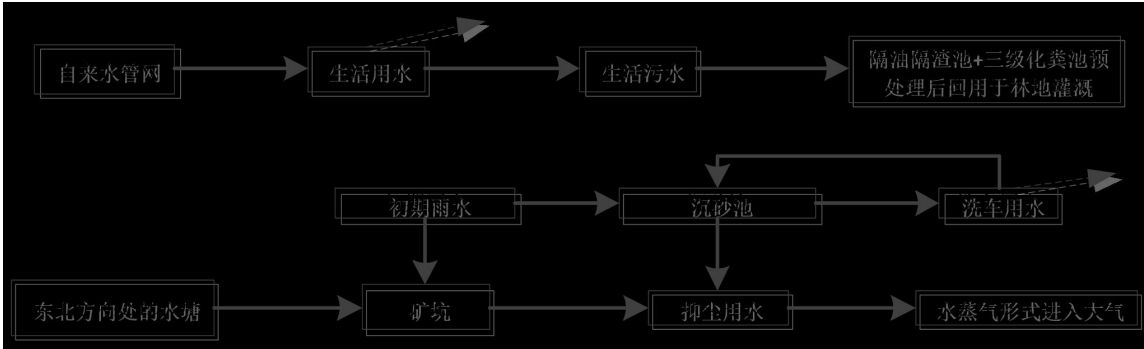 自来水管网
生活用水
生活污水
隔油隔渣池+三级化粪池预
处理后回用于林地灌溉
初期雨水
沉砂池
洗车用水
东北方向处的水塘
矿坑
抑尘用水
水蒸气形式进入大气